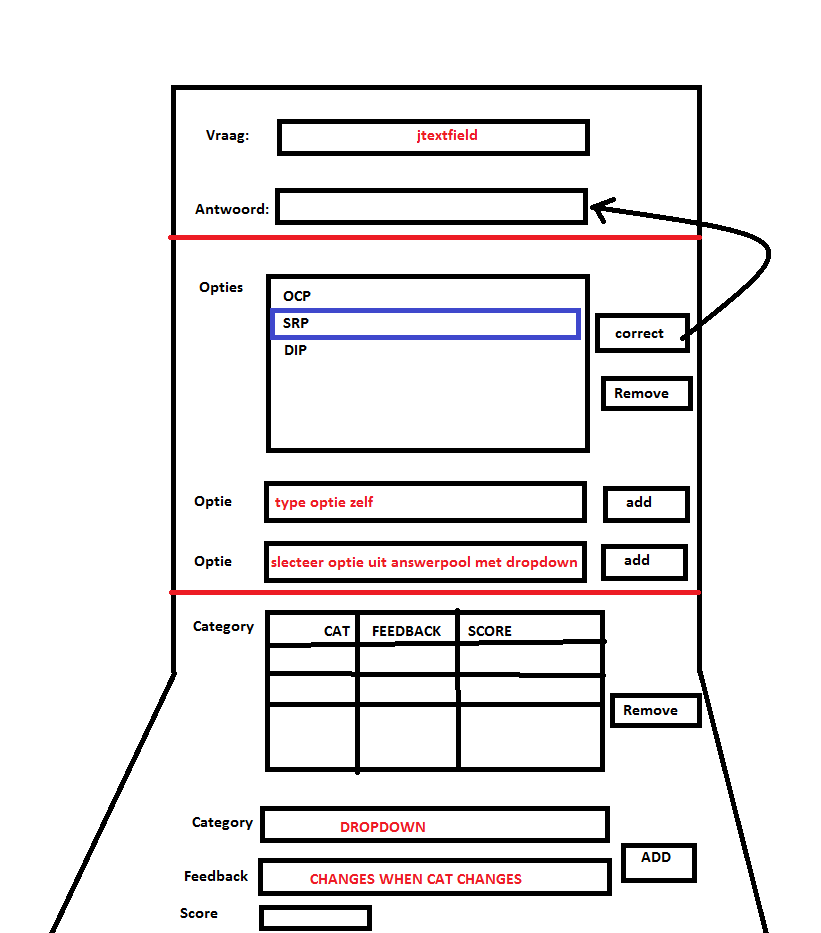 Vraag: jtextfield
Antwoord:
Opties
OCP
SRP
correct
DIP
Remove
Optie type optie zelf add
Optie slecteer optie uit answerpool met dropdown add
Category CAT FEEDBACK SCORE
Remove
Category DROPDOWN
ADD
Feedback CHANGES WHEN CAT CHANGES
Score